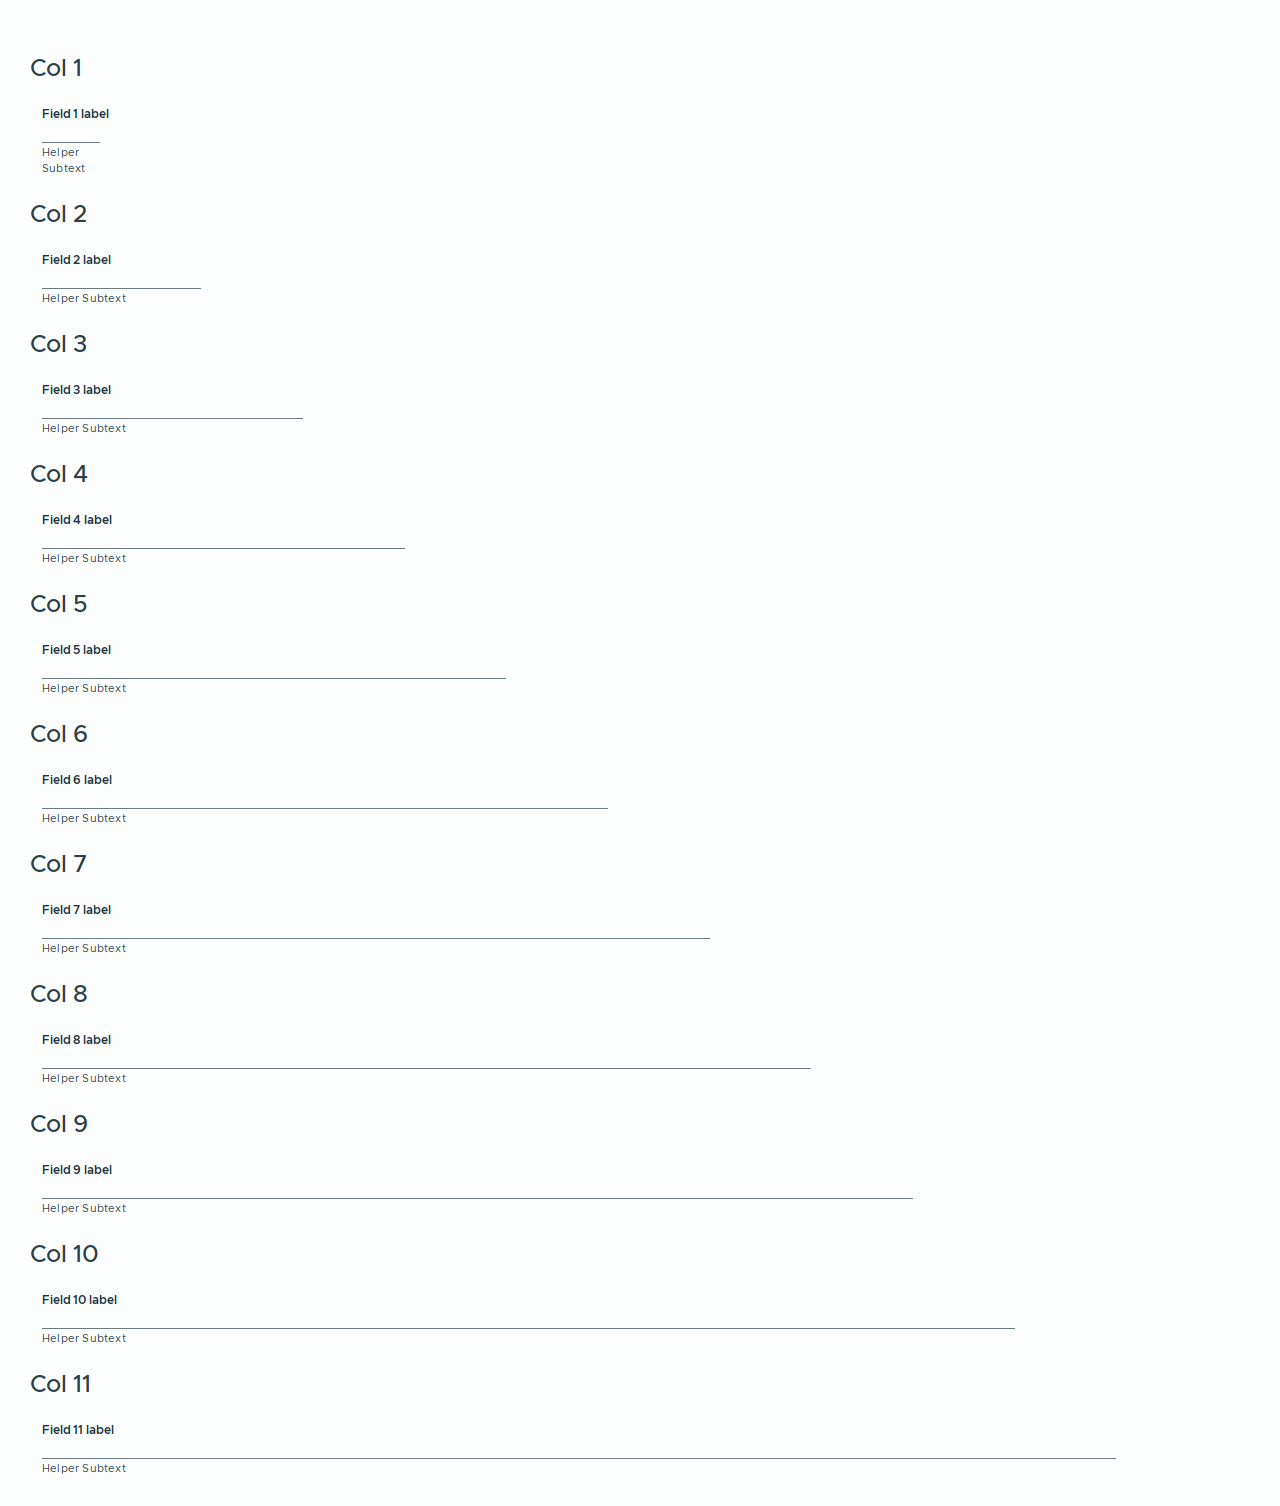 Col 1
Field 1 label
Helper
Subtext
Col 2
Field 2 label
Helper Subtext
Col 3
Field 3 label
Helper Subtext
Col 4
Field 4 label
Helper Subtext
Col 5
Field 5 label
Helper Subtext
Col 6
Field 6 label
Helper Subtext
Col 7
Field 7 label
Helper Subtext
Col 8
Field 8 label
Helper Subtext
Col 9
Field 9 label
Helper Subtext
Col 10
Field 10 label
Helper Subtext
Col 11
Field 11 label
Helper Subtext